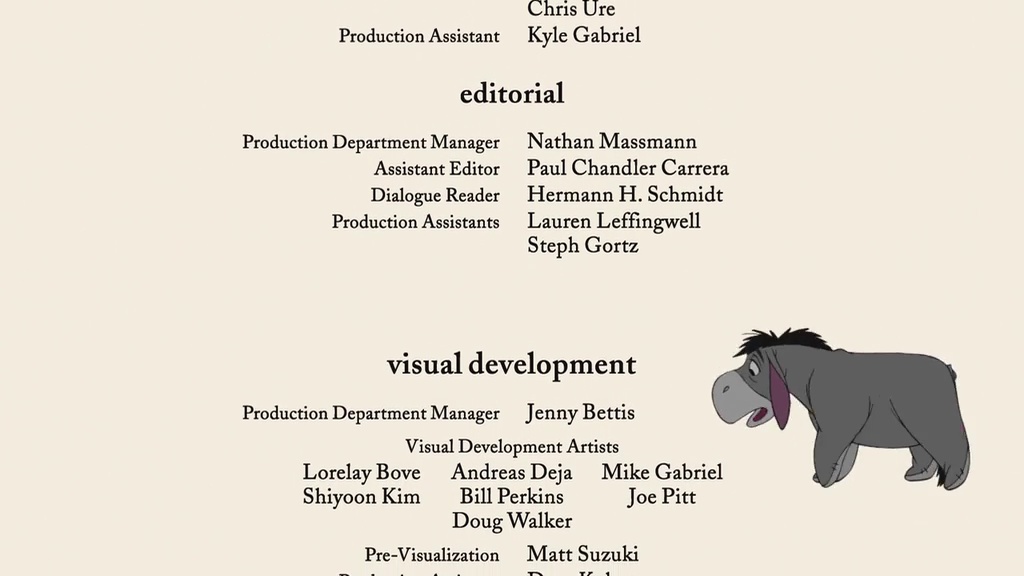 Chris Ure
Production Assistant Kyle Gabriel
editorial
Production Department Manager Nathan Massmann
Assistant Editor Paul Chandler Carrera
Dialogue Reader Hermann H. Schmidt
Production Assistants Lauren Leffingwell
Steph Gortz
visual development
Production Department Manager Jenny Bettis
Visual Development Artists
Lorelay Bove Andreas Deja Mike Gabriel
Shiyoon Kim Bill Perkins Joe Pitt
Doug Walker
Pre-Visualization Matt Suzuki